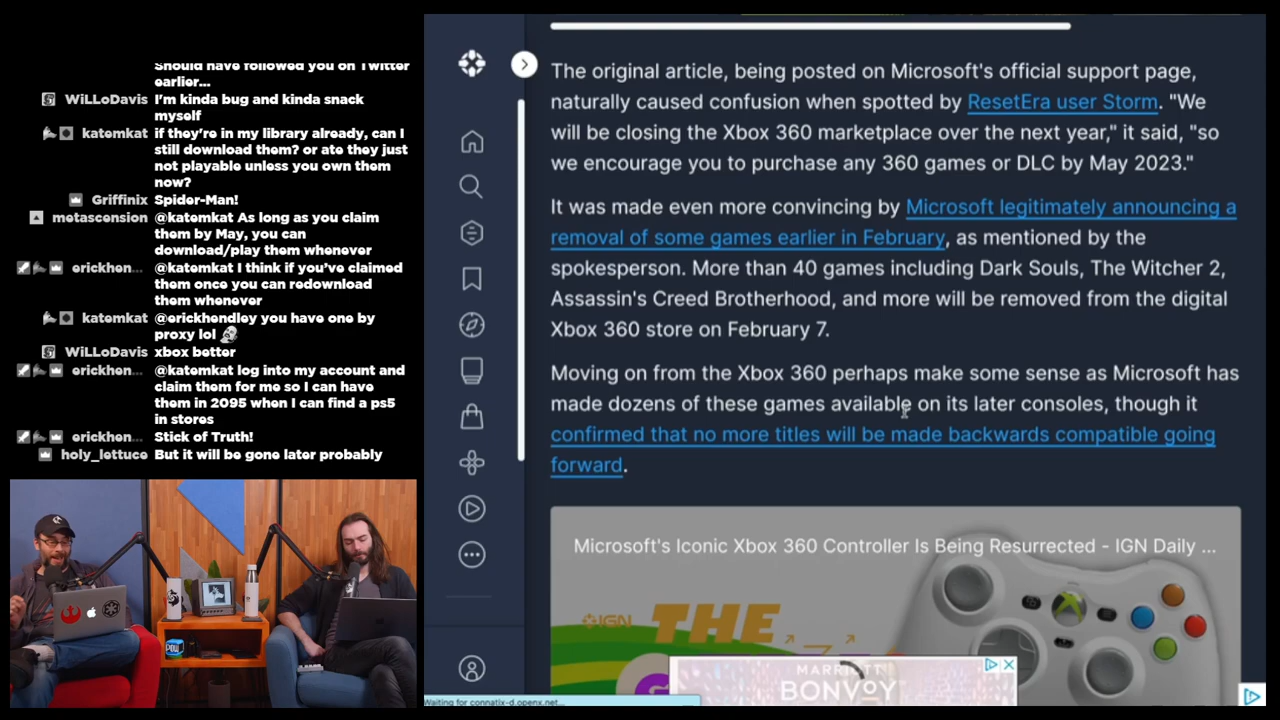 Should have followed you on Twitter
earlier...
WiLLoDavis I'm kinda bug and kinda snack
myself
katemkat if they're in my library already, can I
still download them? or ate they just
not playable unless you own them
now?
Griffinix Spider-Man!
metascension @katemkat As long as you claim
them by May, you can
download/play them whenever
erickhen... @katemkat I think if you've claimed
them once you can redownload
them whenever
katemkat @erickhendley you have one by
proxy lol
WiLLoDavis xbox better
erickhen... @katemkat log into my account and
claim them for me so I can have
them in 2095 when I can find a ps5
in stores
erickhen... Stick of Truth!
holy_lettuce But it will be gone later probably
The original article, being posted on Microsoft's official support page,
naturally caused confusion when spotted by ResetEra user Storm. "We
will be closing the Xbox 360 marketplace over the next year," it said, "so
we encourage you to purchase any 360 games or DLC by May 2023."
It was made even more convincing by Microsoft legitimately announcing a
removal of some games earlier in February, as mentioned by the
spokesperson. More than 40 games including Dark Souls, The Witcher 2,
Assassin's Creed Brotherhood, and more will be removed from the digital
Xbox 360 store on February 7.
Moving on from the Xbox 360 perhaps make some sense as Microsoft has
made dozens of these games available on its later consoles, though it
confirmed that no more titles will be made backwards compatible going
forward.
Microsoft's Iconic Xbox 360 Controller Is Being Resurrected - IGN Daily ...
IGN
THE
MARRIOTT
BONVOY
Waiting for connatix-d.openx.net...